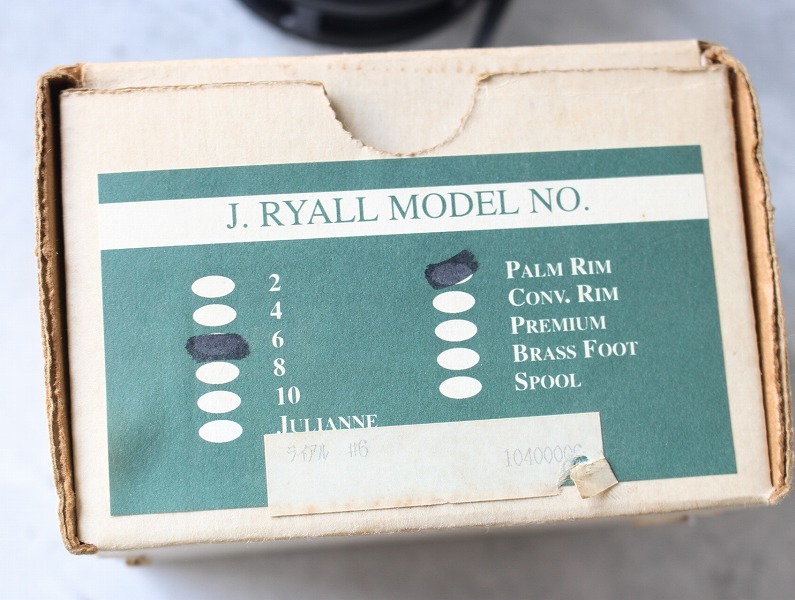 J. RYALL MODEL NO.
2
4
6
8
10
JULIANNE
PALM RIM
CONV. RIM
PREMIUM
BRASS FOOT
SPOOL
ライアル #6